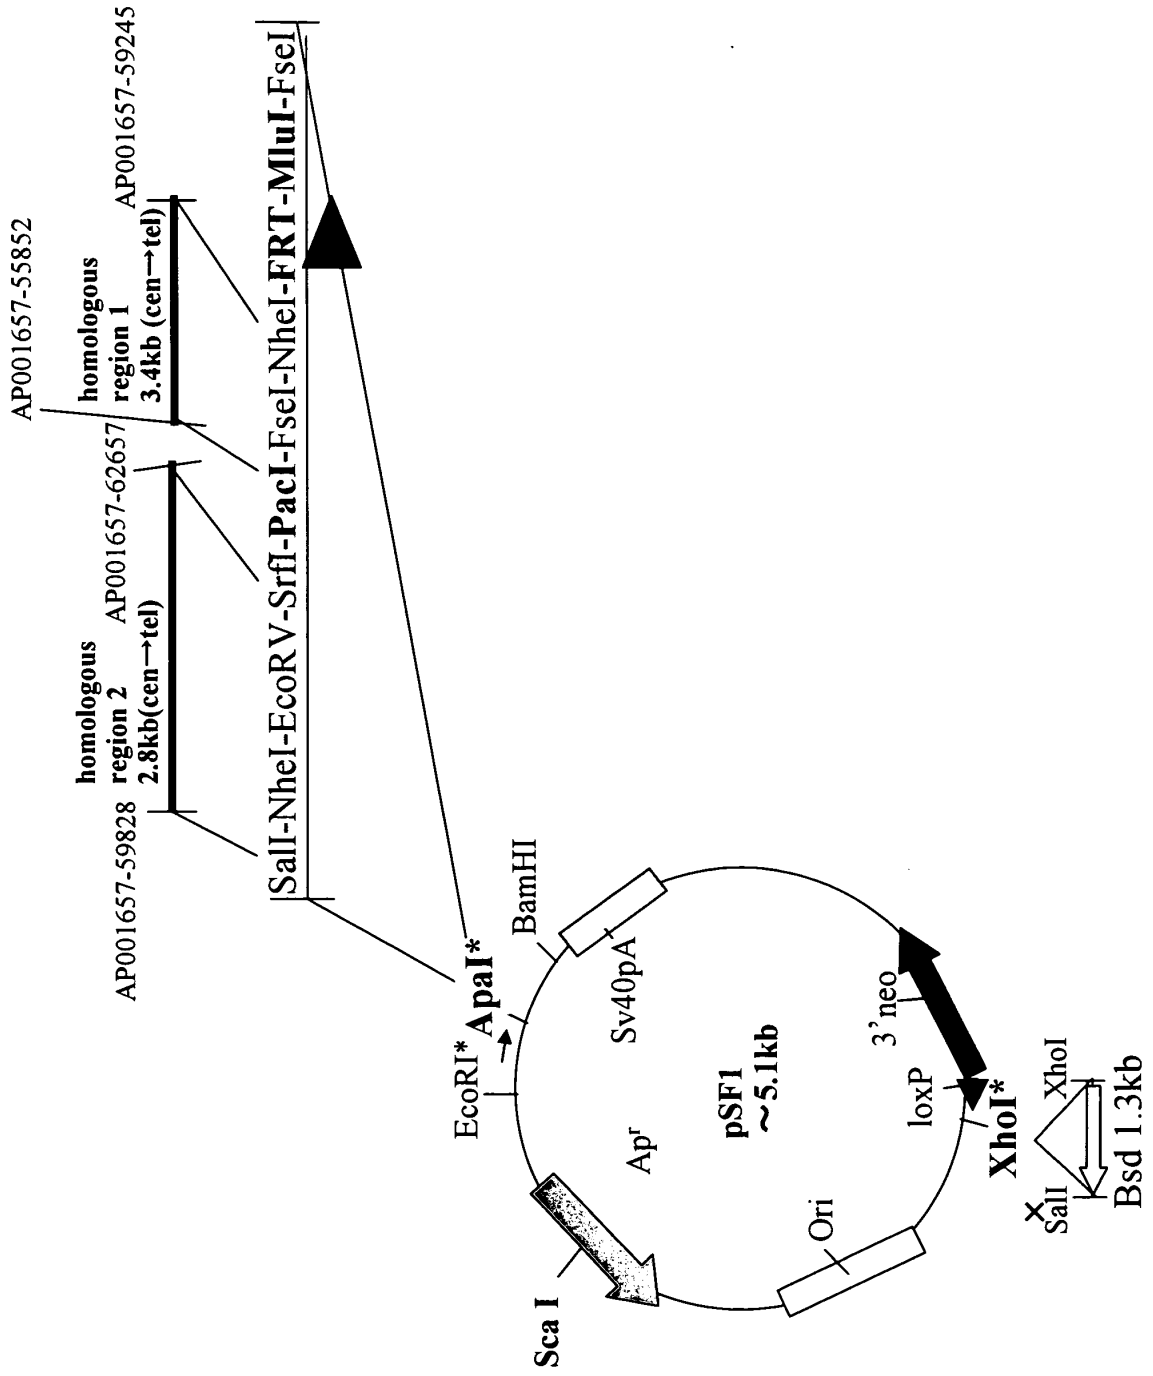 AP001657-55852
AP001657-59828
AP001657-62657
AP001657-59245
homologous
region 2
2.8kb(cen→tel)
homologous
region 1
3.4kb (cen→tel)
SalI-NheI-EcoRV-SrfI-PacI-FseI-NheI-FRT-MluI-FseI
EcoRI*
ApaI*
BamHI
Sv40pA
Apʳ
Sca I
pSF1
~5.1kb
3'neo
loxP
Ori
XhoI*
×
SalI
XhoI
Bsd 1.3kb